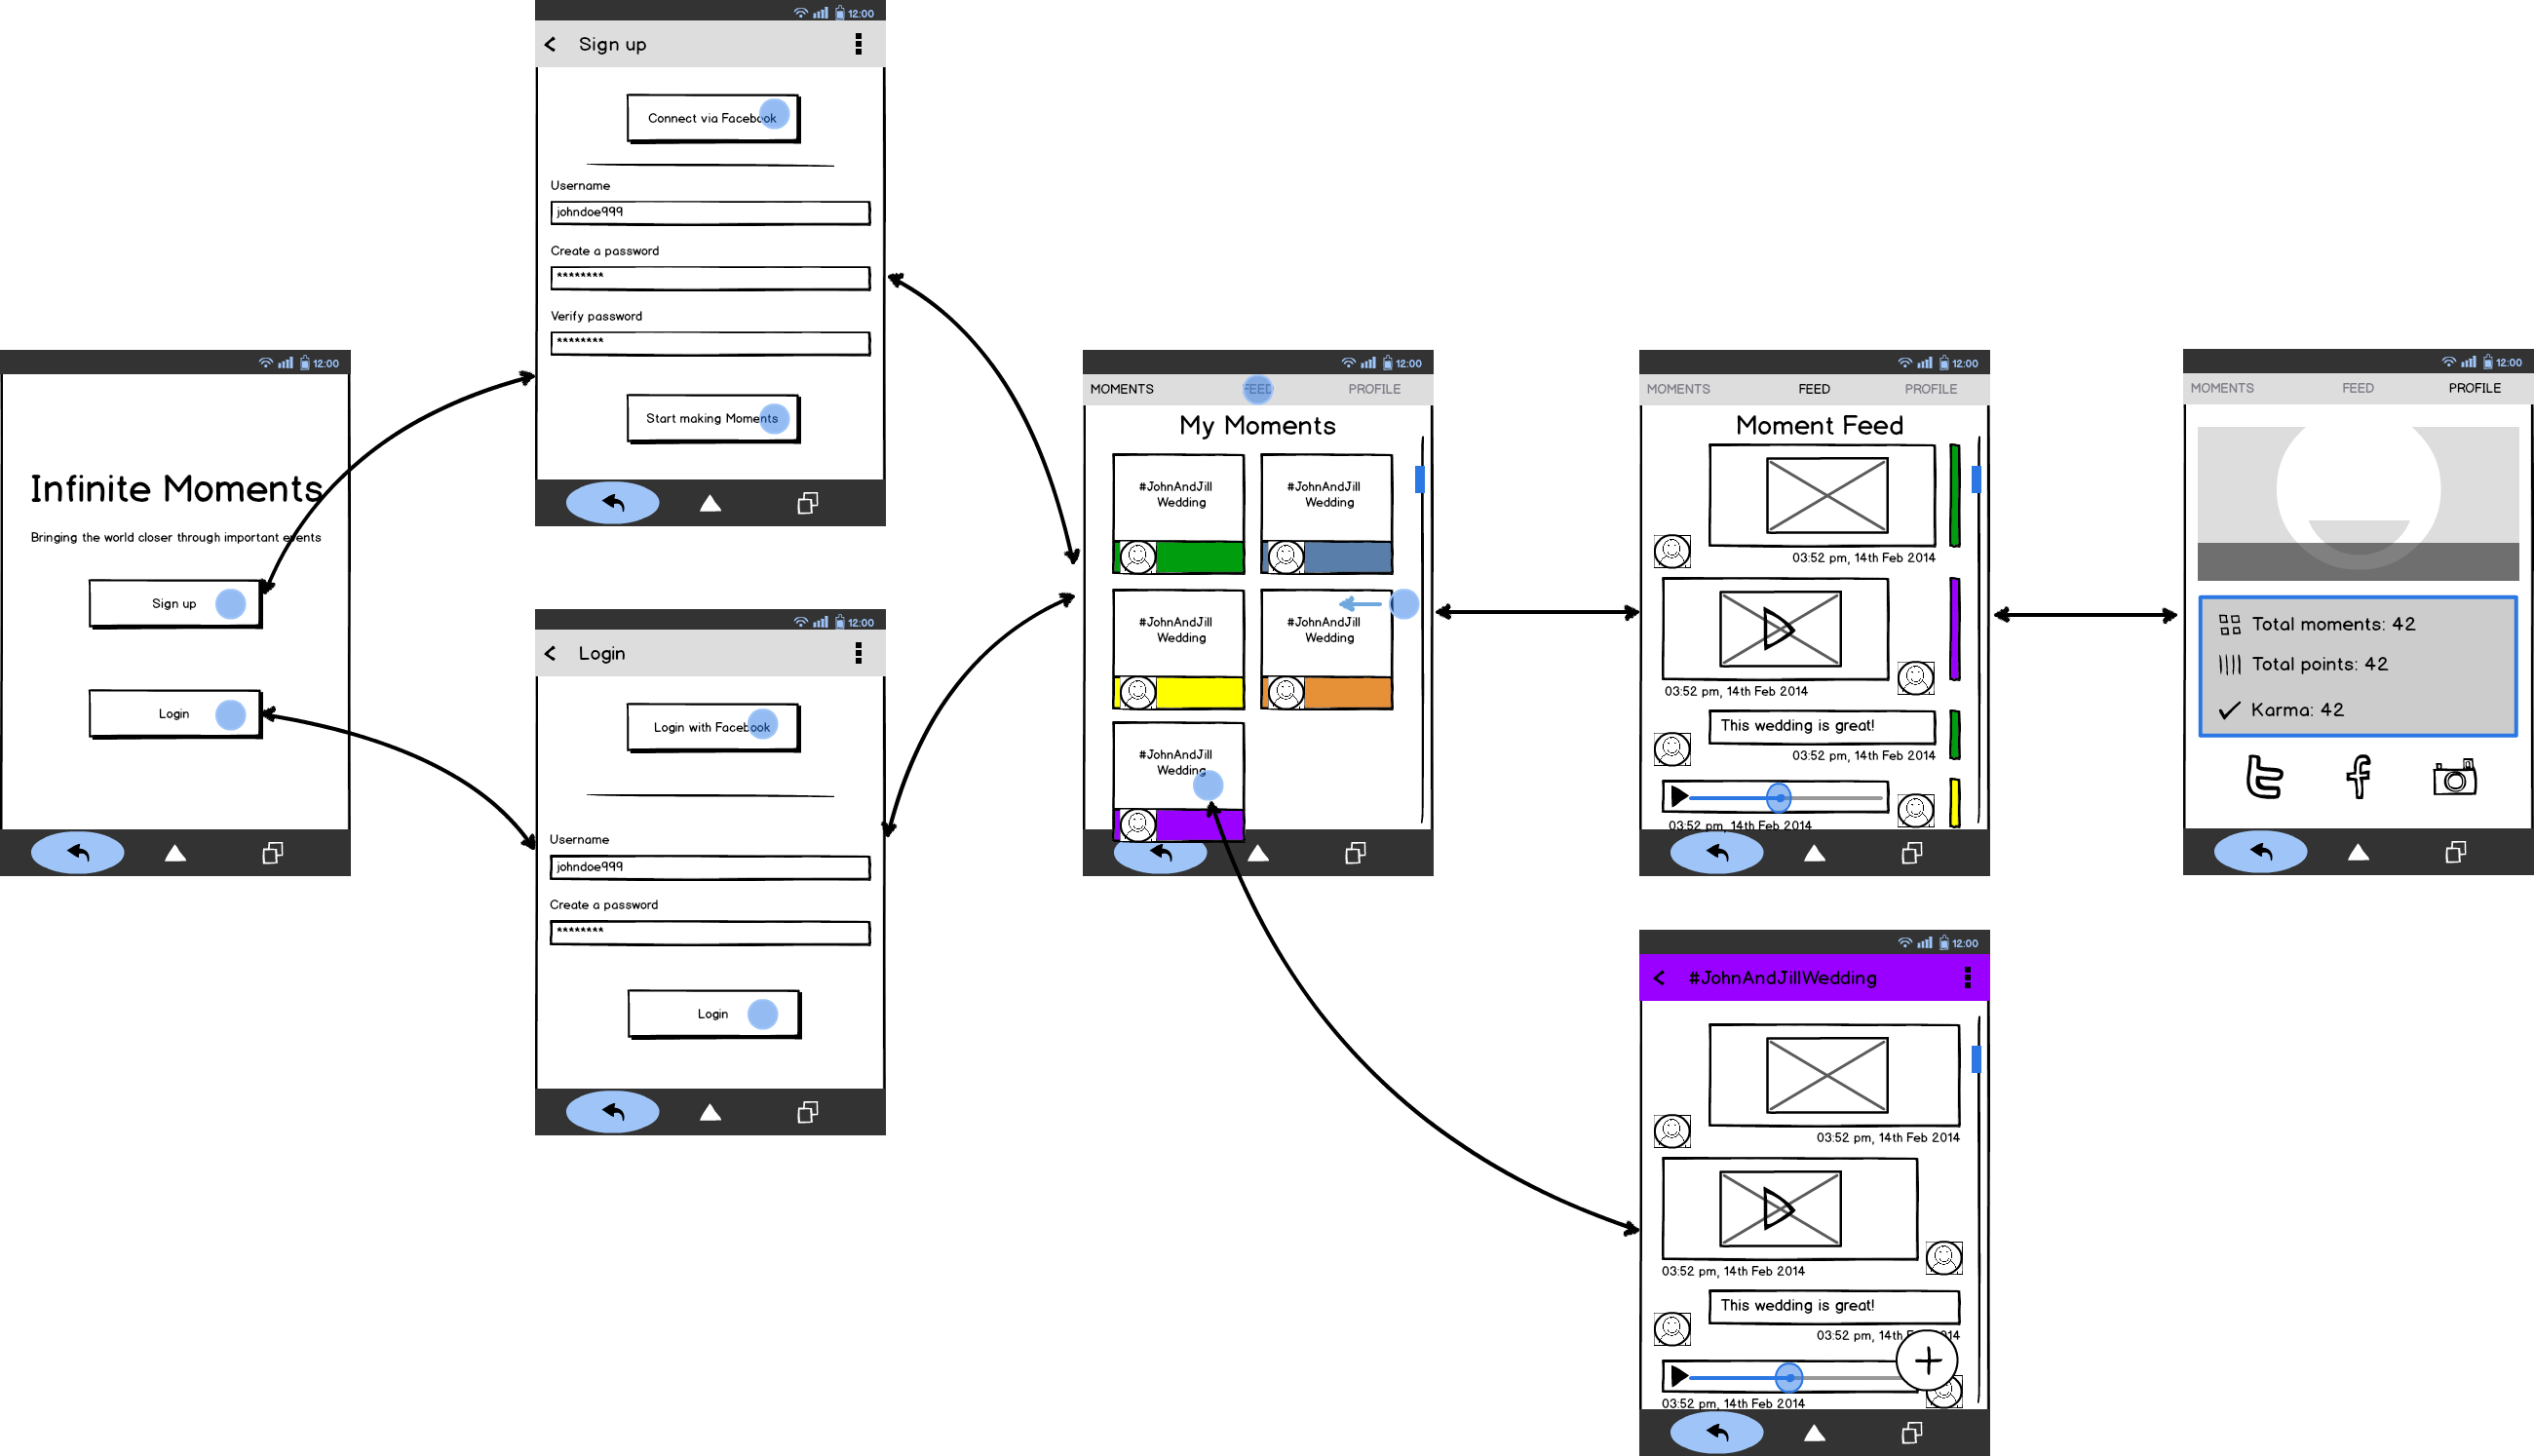 12:00
Infinite Moments
Bringing the world closer through important events
Sign up
Login
12:00
Sign up
Connect via Facebook
Username
johndoe999
Create a password
********
Verify password
********
Start making Moments
12:00
Login
Login with Facebook
Username
johndoe999
Create a password
********
Login
12:00
MOMENTS FEED PROFILE
My Moments
#JohnAndJill
Wedding
#JohnAndJill
Wedding
#JohnAndJill
Wedding
#JohnAndJill
Wedding
#JohnAndJill
Wedding
12:00
MOMENTS FEED PROFILE
Moment Feed
03:52 pm, 14th Feb 2014
03:52 pm, 14th Feb 2014
This wedding is great!
03:52 pm, 14th Feb 2014
03:52 pm, 14th Feb 2014
12:00
#JohnAndJillWedding
03:52 pm, 14th Feb 2014
03:52 pm, 14th Feb 2014
This wedding is great!
03:52 pm, 14th Feb 2014
03:52 pm, 14th Feb 2014
12:00
MOMENTS FEED PROFILE
Total moments: 42
Total points: 42
Karma: 42